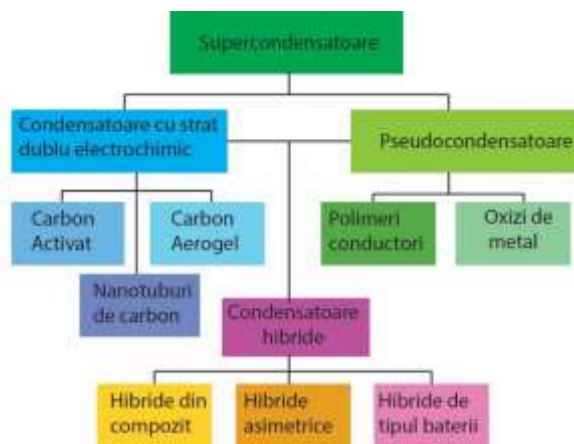 Supercondensatoare
Condensatoare cu strat
dublu electrochimic
Pseudocondensatoare
Carbon
Activat
Carbon
Aerogel
Polimeri
conductori
Oxizi de
metal
Nanotuburi
de carbon
Condensatoare
hibride
Hibride din
compozit
Hibride
asimetrice
Hibride de
tipul baterii